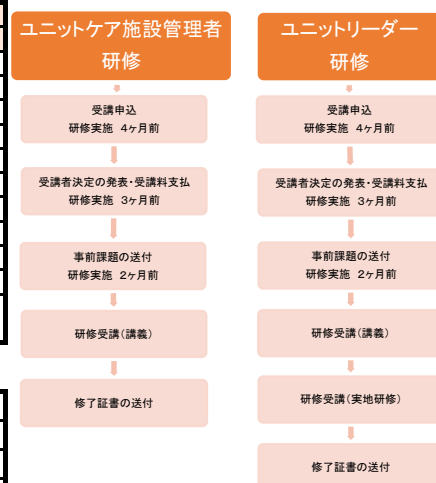 ユニットケア施設管理者
研修
受講申込
研修実施 4ヶ月前
受講者決定の発表・受講料支払
研修実施 3ヶ月前
事前課題の送付
研修実施 2ヶ月前
研修受講（講義）
修了証書の送付
ユニットリーダー
研修
受講申込
研修実施 4ヶ月前
受講者決定の発表・受講料支払
研修実施 3ヶ月前
事前課題の送付
研修実施 2ヶ月前
研修受講（講義）
研修受講（実地研修）
修了証書の送付